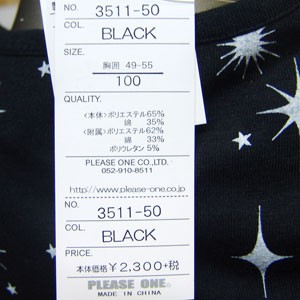 NO. 3511-50
COL. BLACK
SIZE.
胸囲 49-55
100
QUALITY.
<本体>ポリエステル65%
綿 35%
<附属>ポリエステル62%
綿 33%
ポリウレタン 5%
PLEASE ONE CO.,LTD.
052-910-8511
http://www.please-one.co.jp
NO. 3511-50
COL. BLACK
PRICE.
本体価格¥2,300+税
PLEASE ONE.
MADE IN CHINA